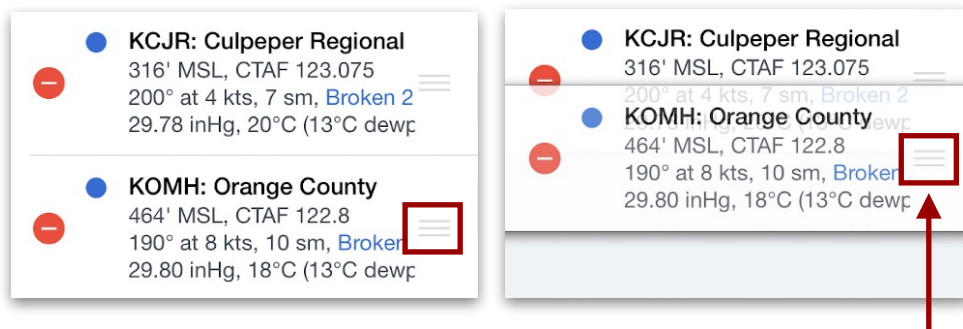 KCJR: Culpeper Regional
316' MSL, CTAF 123.075
200° at 4 kts, 7 sm, Broken 2
29.78 inHg, 20°C (13°C dewp
KOMH: Orange County
464' MSL, CTAF 122.8
190° at 8 kts, 10 sm, Broken
29.80 inHg, 18°C (13°C dewp
KCJR: Culpeper Regional
316' MSL, CTAF 123.075
200° at 4 kts, 7 sm, Broken 2
KOMH: Orange County
464' MSL, CTAF 122.8
190° at 8 kts, 10 sm, Broken
29.80 inHg, 18°C (13°C dewp